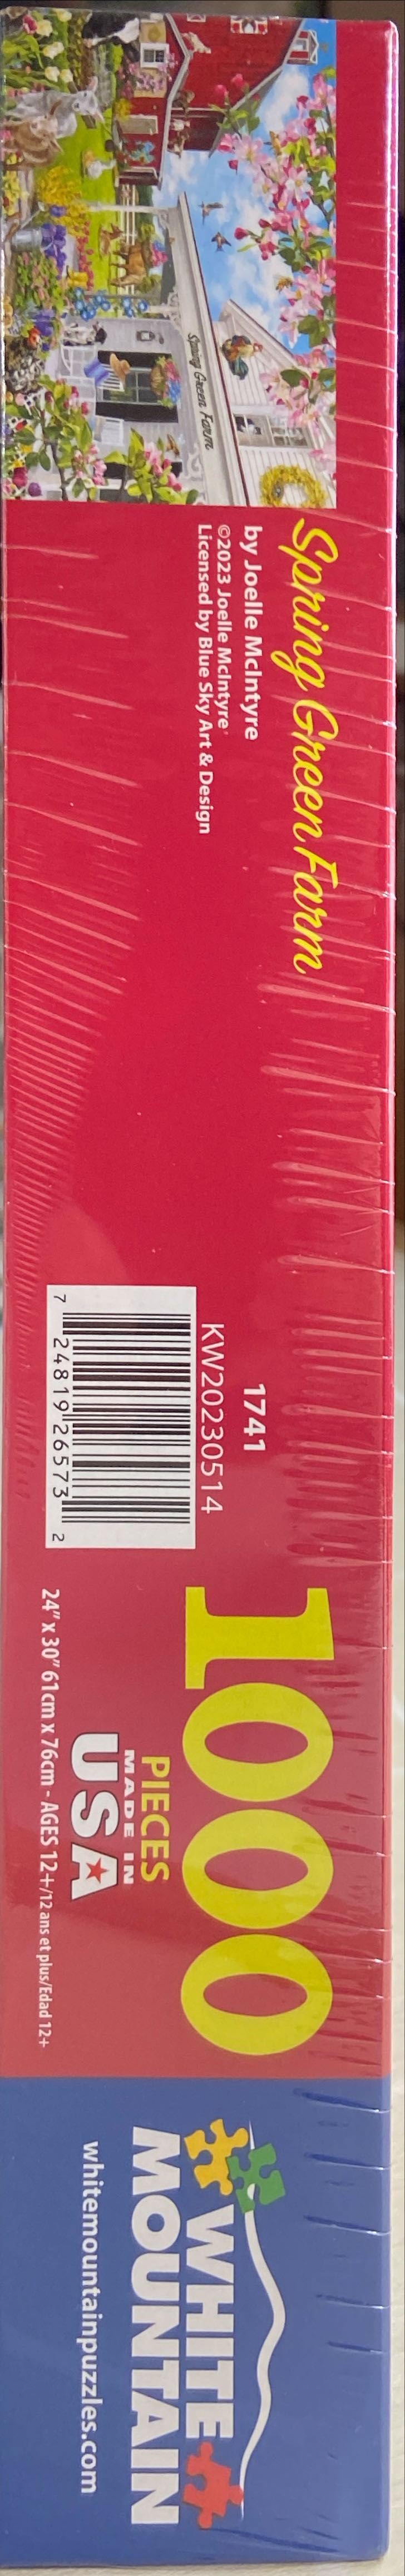 Spring Green Farm
Spring Green Farm
by Joelle McIntyre
©2023 Joelle McIntyre
Licensed by Blue Sky Art & Design
1741
KW20230514
7 24819 26573 2
1000
PIECES
MADE IN
USA
24" x 30" 61cm x 76cm - AGES 12+/12 ans et plus/Edad 12+
WHITE
MOUNTAIN
whitemountainpuzzles.com